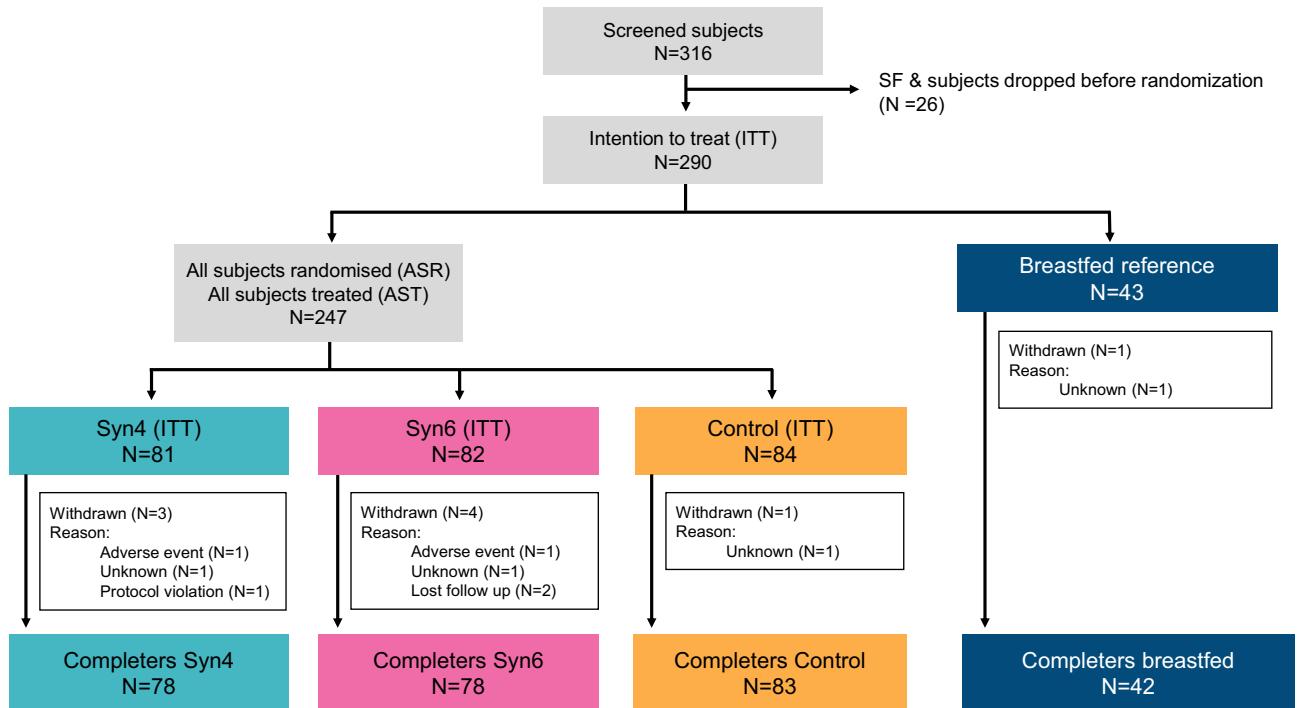 Screened subjects
N=316
SF & subjects dropped before randomization
(N =26)
Intention to treat (ITT)
N=290
All subjects randomised (ASR)
All subjects treated (AST)
N=247
Breastfed reference
N=43
Withdrawn (N=1)
Reason:
Unknown (N=1)
Syn4 (ITT)
N=81
Syn6 (ITT)
N=82
Control (ITT)
N=84
Withdrawn (N=3)
Reason:
Adverse event (N=1)
Unknown (N=1)
Protocol violation (N=1)
Withdrawn (N=4)
Reason:
Adverse event (N=1)
Unknown (N=1)
Lost follow up (N=2)
Withdrawn (N=1)
Reason:
Unknown (N=1)
Completers Syn4
N=78
Completers Syn6
N=78
Completers Control
N=83
Completers breastfed
N=42